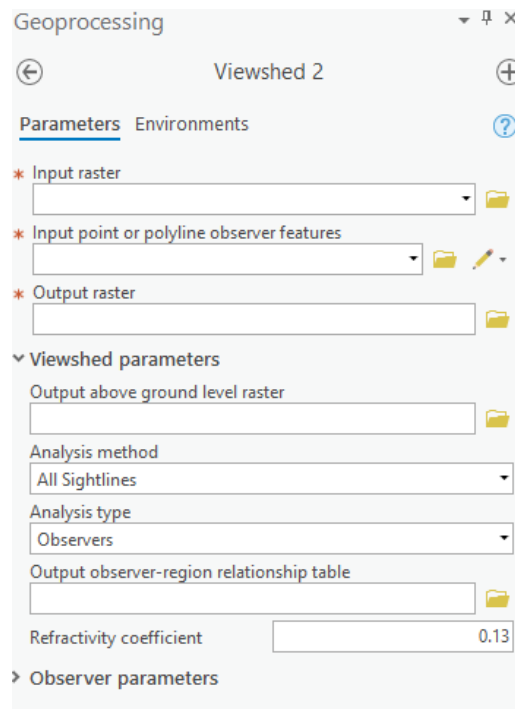 Geoprocessing
Viewshed 2
Parameters Environments
* Input raster
* Input point or polyline observer features
* Output raster
Viewshed parameters
Output above ground level raster
Analysis method
All Sightlines
Analysis type
Observers
Output observer-region relationship table
Refractivity coefficient 0.13
Observer parameters